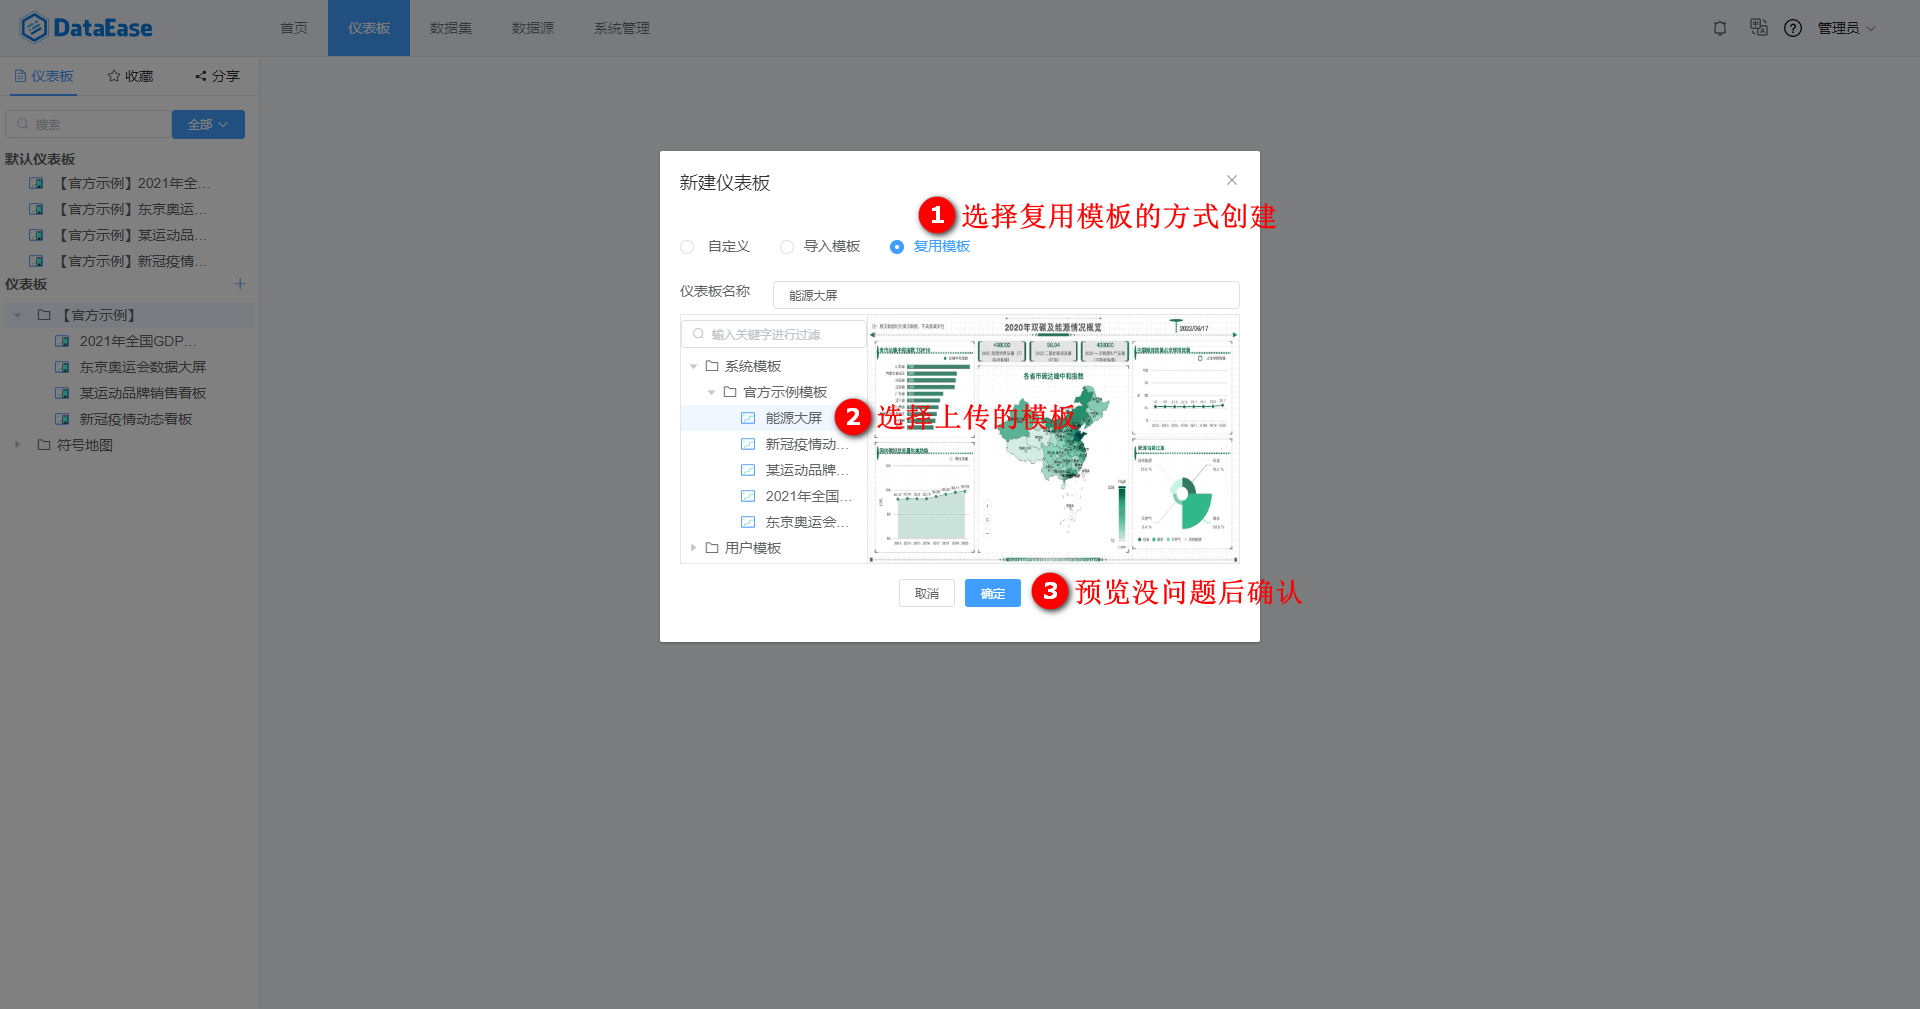 DataEase
首页 仪表板 数据集 数据源 系统管理
管理员
仪表板 收藏 分享
搜索 全部
默认仪表板
【官方示例】2021年全...
【官方示例】东京奥运...
【官方示例】某运动品...
【官方示例】新冠疫情...
仪表板
【官方示例】
2021年全国GDP...
东京奥运会数据大屏
某运动品牌销售看板
新冠疫情动态看板
符号地图
新建仪表板
1 选择复用模板的方式创建
自定义 导入模板 复用模板
仪表板名称 能源大屏
输入关键字进行过滤
系统模板
官方示例模板
能源大屏
2 选择上传的模板
新冠疫情动...
某运动品牌...
2021年全国...
东京奥运会...
用户模板
2020年双碳及能源情况概览
2022/06/17
各省市碳达峰中和指数
High
Low
取消 确定
3 预览没问题后确认